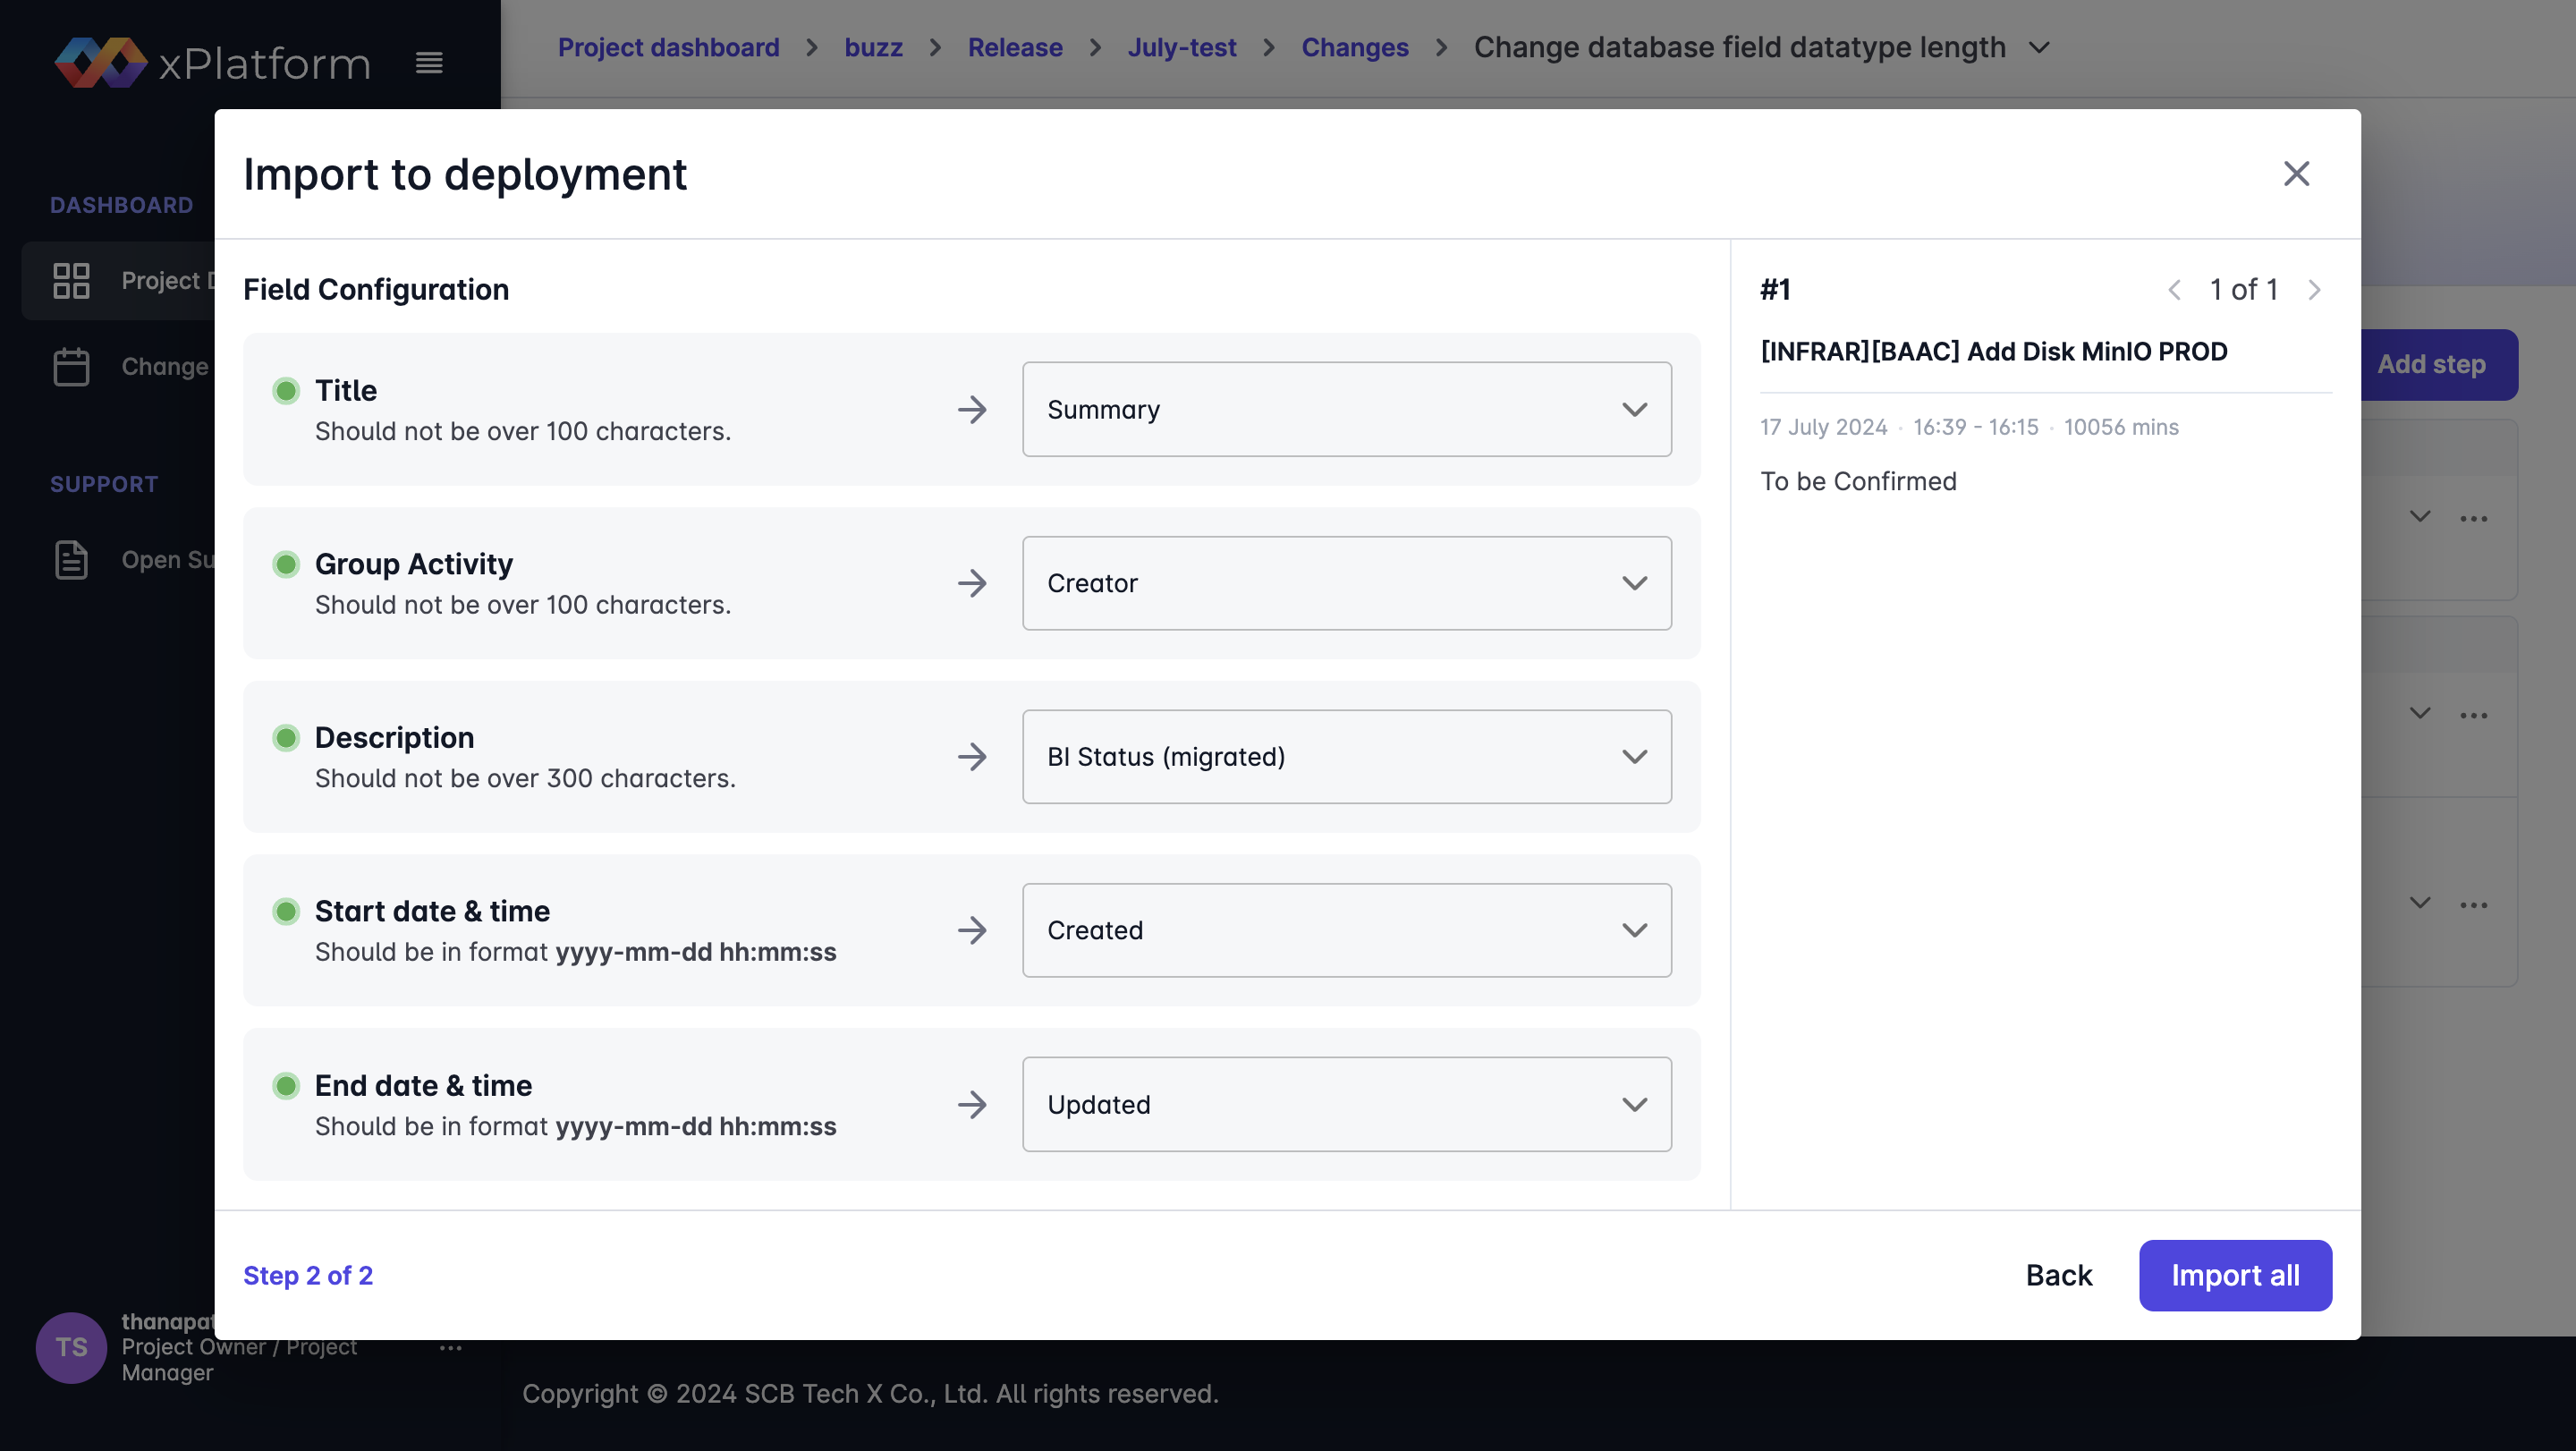 xPlatform
Project dashboard > buzz > Release > July-test > Changes > Change database field datatype length
DASHBOARD
Project D
Change
SUPPORT
Open Su
Import to deployment
Field Configuration
Title
Should not be over 100 characters.
Summary
Group Activity
Should not be over 100 characters.
Creator
Description
Should not be over 300 characters.
BI Status (migrated)
Start date & time
Should be in format yyyy-mm-dd hh:mm:ss
Created
End date & time
Should be in format yyyy-mm-dd hh:mm:ss
Updated
#1
1 of 1
[INFRAR][BAAC] Add Disk MinIO PROD
17 July 2024 · 16:39 - 16:15 · 10056 mins
To be Confirmed
Add step
Step 2 of 2
Back
Import all
TS
thanapat
Project Owner / Project
Manager
Copyright © 2024 SCB Tech X Co., Ltd. All rights reserved.